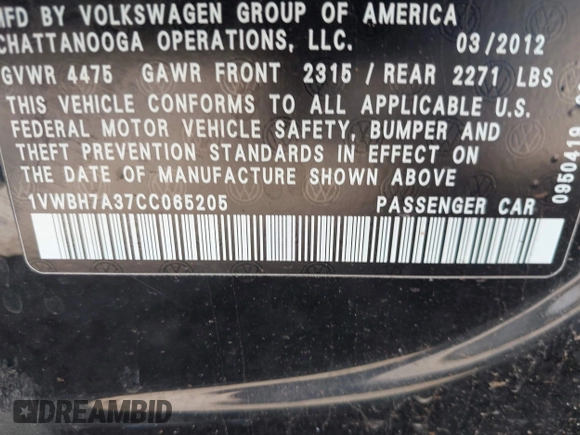 MFD BY VOLKSWAGEN GROUP OF AMERICA
CHATTANOOGA OPERATIONS, LLC. 03/2012
GVWR 4475 GAWR FRONT 2315 / REAR 2271 LBS
THIS VEHICLE CONFORMS TO ALL APPLICABLE U.S.
FEDERAL MOTOR VEHICLE SAFETY, BUMPER AND
THEFT PREVENTION STANDARDS IN EFFECT ON
THE DATE OF MANUFACTURE SHOWN ABOVE
1VWBH7A37CC065205 PASSENGER CAR
0950410
DREAMBID